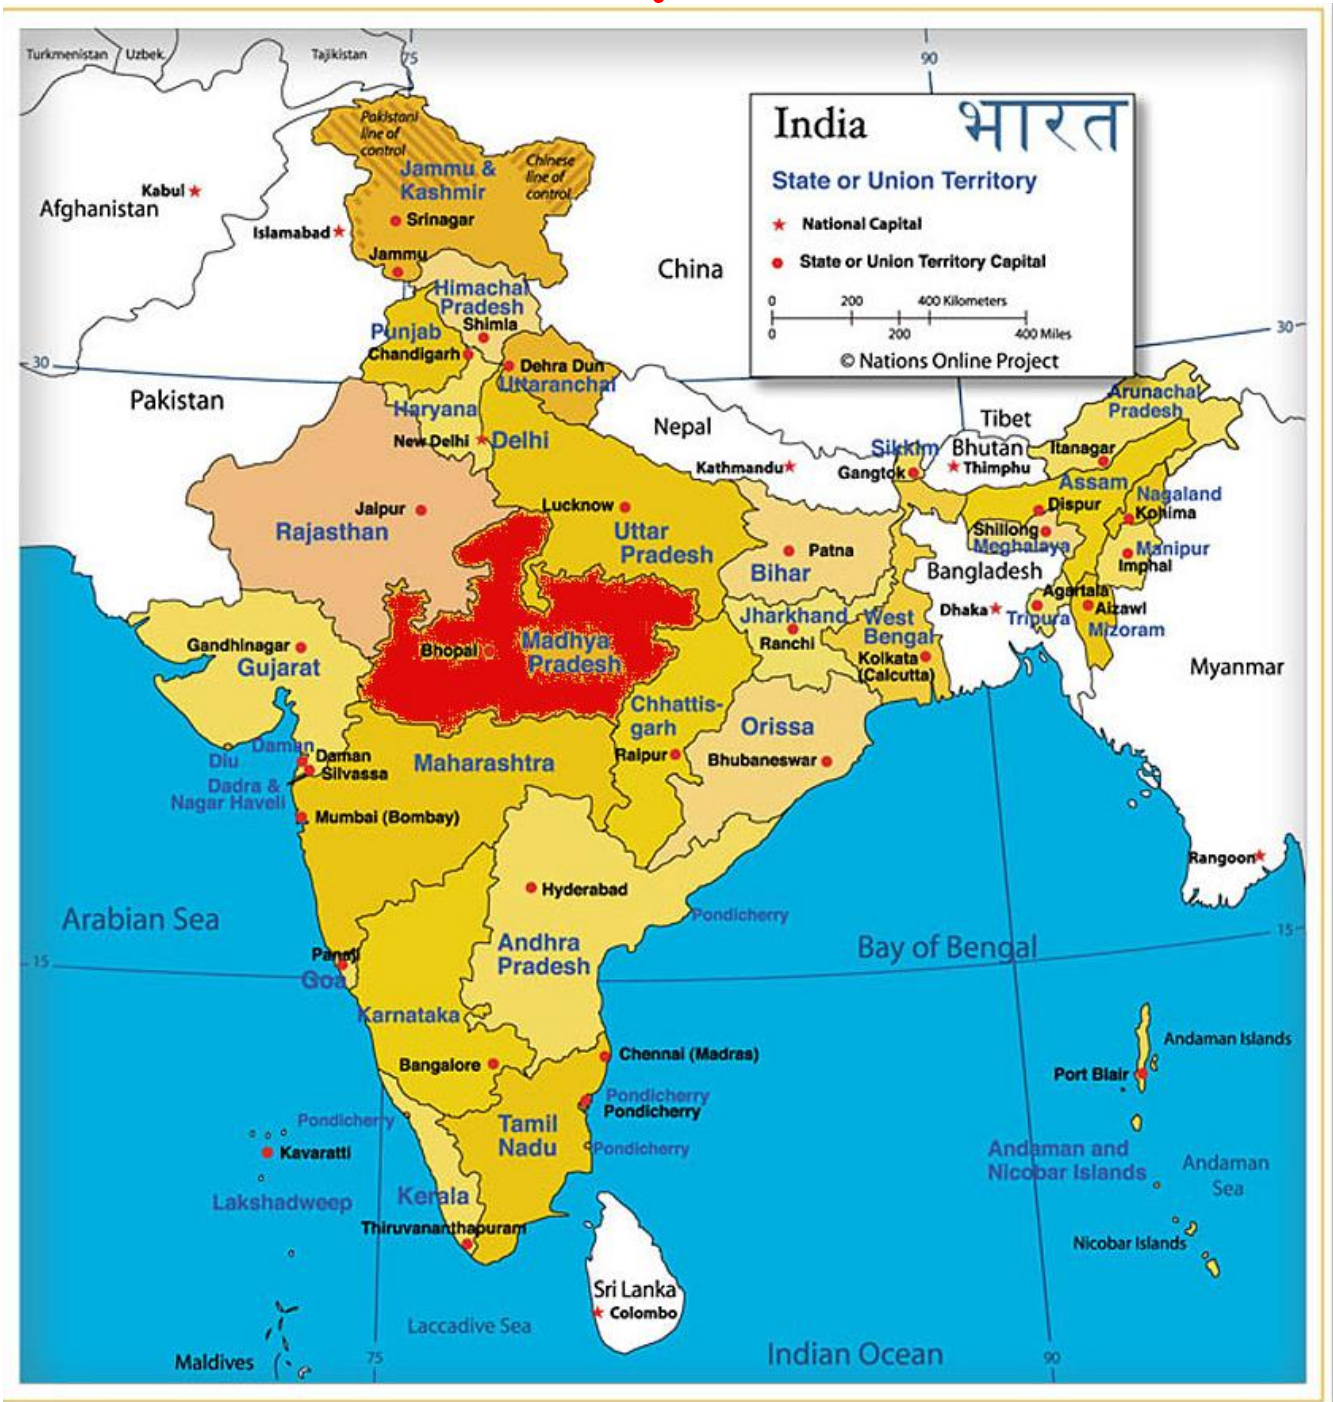 Turkmenistan
Uzbek.
Tajikistan
75
90
India भारत
State or Union Territory
National Capital
State or Union Territory Capital
0 200 400 Kilometers
0 200 400 Miles
© Nations Online Project
Pakistani
line of
control
Chinese
line of
control
Jammu &
Kashmir
Srinagar
Jammu
Kabul
Afghanistan
Islamabad
China
Himachal
Pradesh
Shimla
Punjab
Chandigarh
30
30
Dehra Dun
Uttaranchal
Pakistan
Haryana
New Delhi
Delhi
Nepal
Kathmandu
Tibet
Arunachal
Pradesh
Sikkim
Gangtok
Bhutan
Thimphu
Itanagar
Assam
Dispur
Nagaland
Kohima
Shillong
Meghalaya
Manipur
Imphal
Jaipur
Rajasthan
Lucknow
Uttar
Pradesh
Patna
Bihar
Bangladesh
Dhaka
Agartala
Tripura
Aizawl
Mizoram
Jharkhand
Ranchi
West
Bengal
Kolkata
(Calcutta)
Myanmar
Gandhinagar
Gujarat
Bhopal
Madhya
Pradesh
Chhattis-
garh
Raipur
Orissa
Bhubaneswar
Daman
Diu
Daman
Silvassa
Dadra &
Nagar Haveli
Maharashtra
Mumbai (Bombay)
Hyderabad
Rangoon
Arabian Sea
Pondicherry
Bay of Bengal
Andhra
Pradesh
15
15
Panaji
Goa
Karnataka
Bangalore
Chennai (Madras)
Pondicherry
Pondicherry
Pondicherry
Tamil
Nadu
Pondicherry
Kavaratti
Lakshadweep
Kerala
Thiruvananthapuram
Andaman Islands
Port Blair
Andaman and
Nicobar Islands
Andaman
Sea
Nicobar Islands
Sri Lanka
Colombo
Laccadive Sea
Indian Ocean
Maldives
75
90